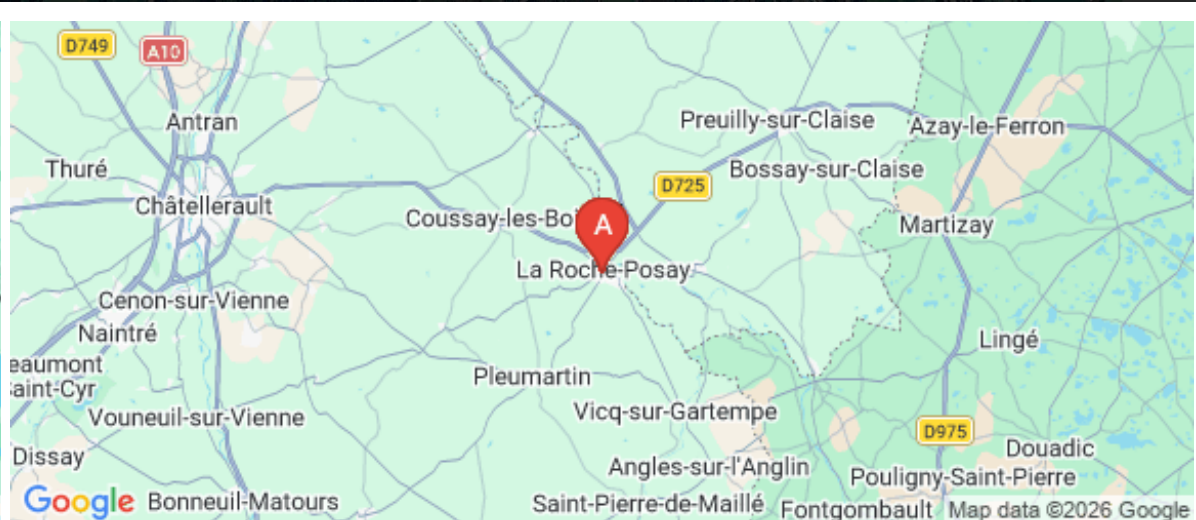 D749
A10
Antran
Preuilly-sur-Claise
Azay-le-Ferron
Thuré
Bossay-sur-Claise
D725
Châtellerault
Coussay-les-Bo
A
Martizay
La Roche-Posay
Cenon-sur-Vienne
Naintré
Lingé
eaumont
Saint-Cyr
Pleumartin
Vouneuil-sur-Vienne
Vicq-sur-Gartempe
D975
Dissay
Douadic
Angles-sur-l'Anglin
Pouligny-Saint-Pierre
Google
Bonneuil-Matours
Saint-Pierre-de-Maillé
Fontgombault
Map data ©2026 Google